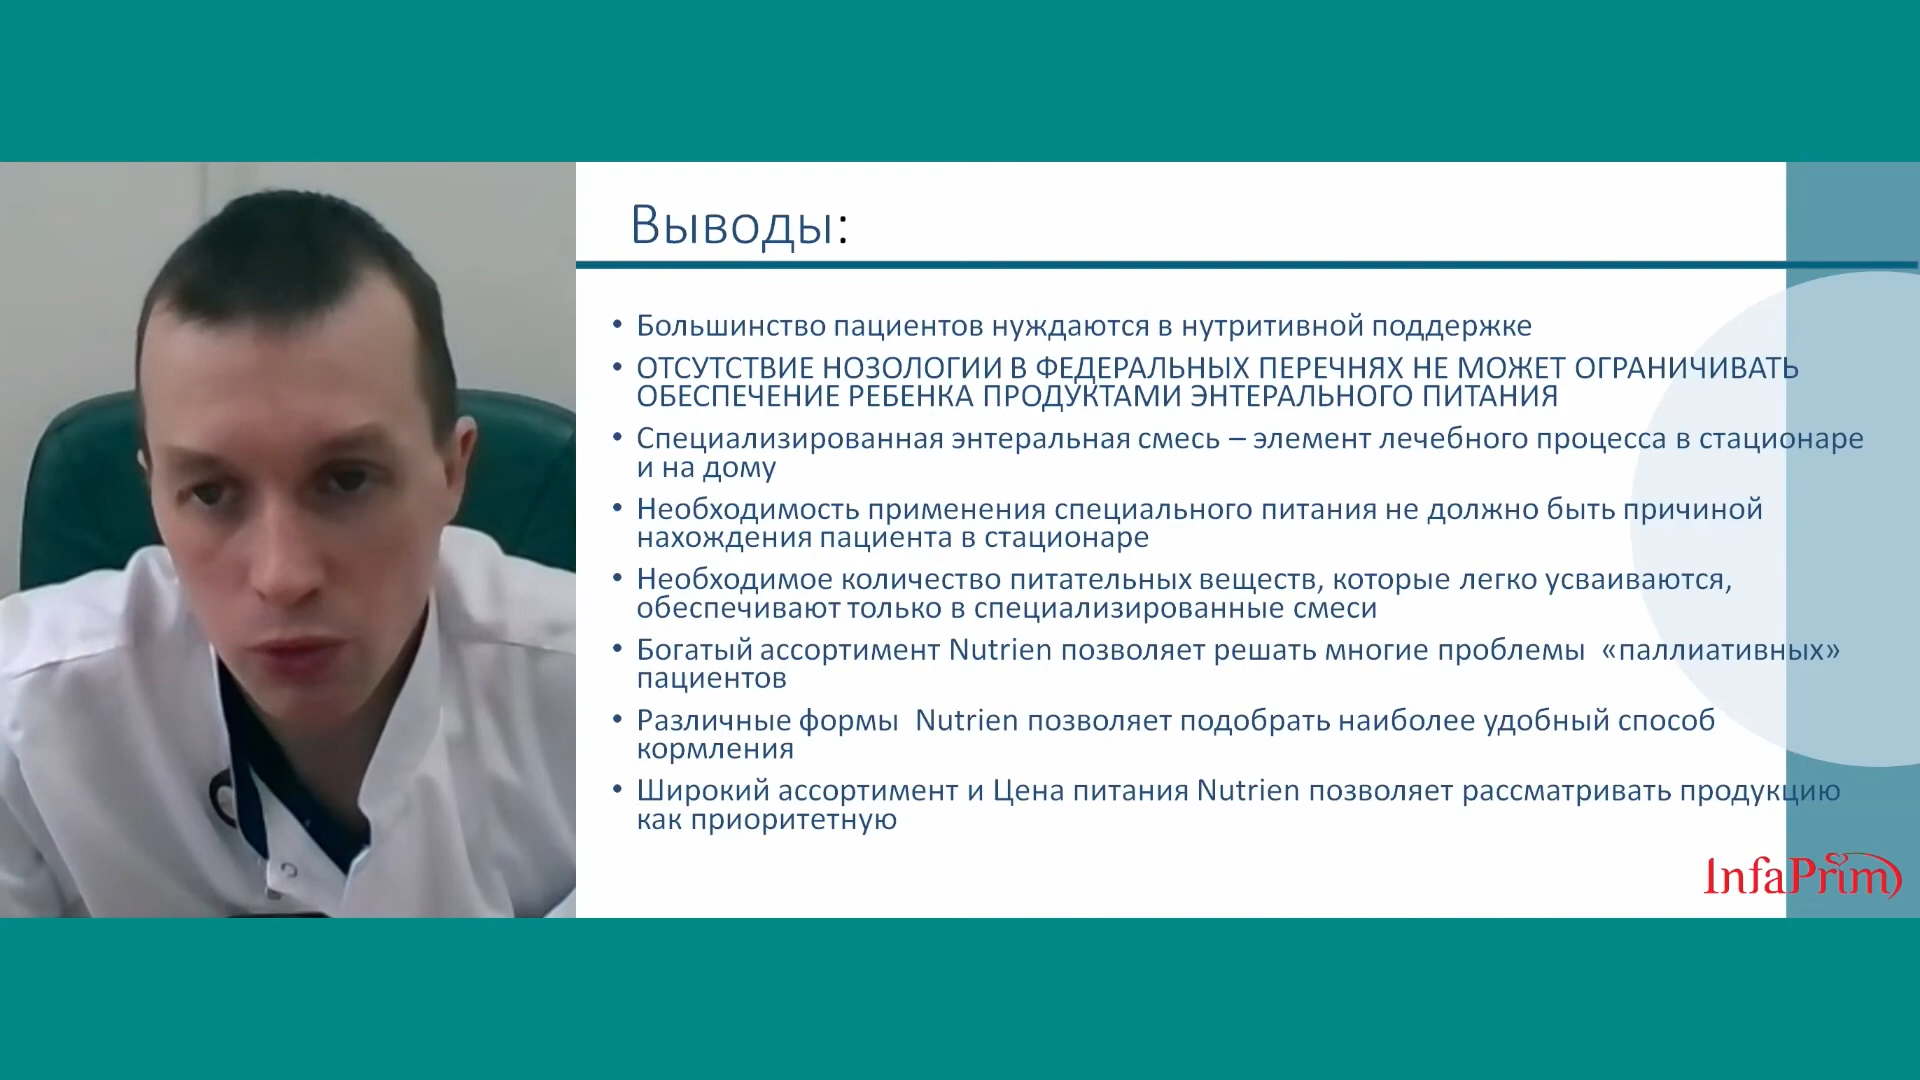 Выводы:
• Большинство пациентов нуждаются в нутритивной поддержке
• ОТСУТСТВИЕ НОЗОЛОГИИ В ФЕДЕРАЛЬНЫХ ПЕРЕЧНЯХ НЕ МОЖЕТ ОГРАНИЧИВАТЬ
ОБЕСПЕЧЕНИЕ РЕБЕНКА ПРОДУКТАМИ ЭНТЕРАЛЬНОГО ПИТАНИЯ
• Специализированная энтеральная смесь – элемент лечебного процесса в стационаре
и на дому
• Необходимость применения специального питания не должно быть причиной
нахождения пациента в стационаре
• Необходимое количество питательных веществ, которые легко усваиваются,
обеспечивают только в специализированные смеси
• Богатый ассортимент Nutrien позволяет решать многие проблемы «паллиативных»
пациентов
• Различные формы Nutrien позволяет подобрать наиболее удобный способ
кормления
• Широкий ассортимент и Цена питания Nutrien позволяет рассматривать продукцию
как приоритетную
InfaPrim